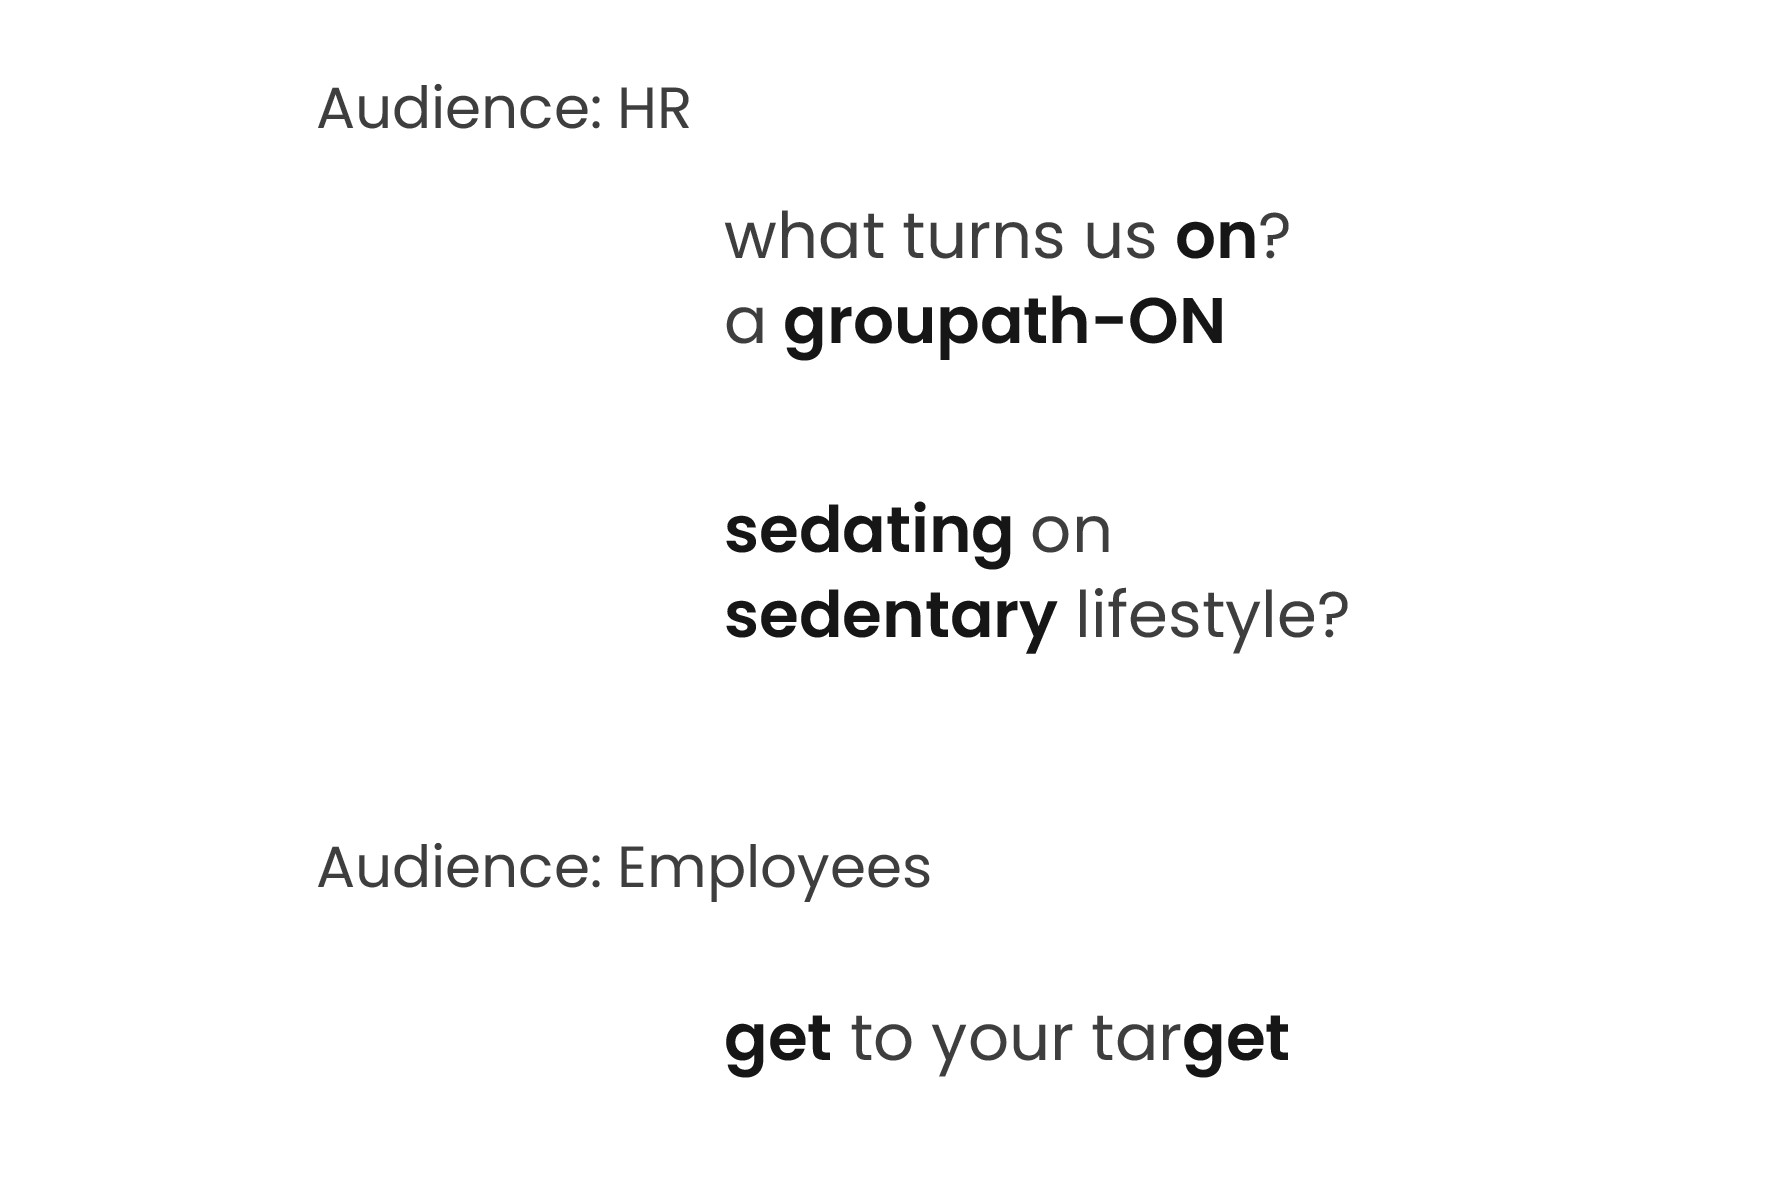 Audience: HR
what turns us on?
a groupath-ON
sedating on
sedentary lifestyle?
Audience: Employees
get to your target